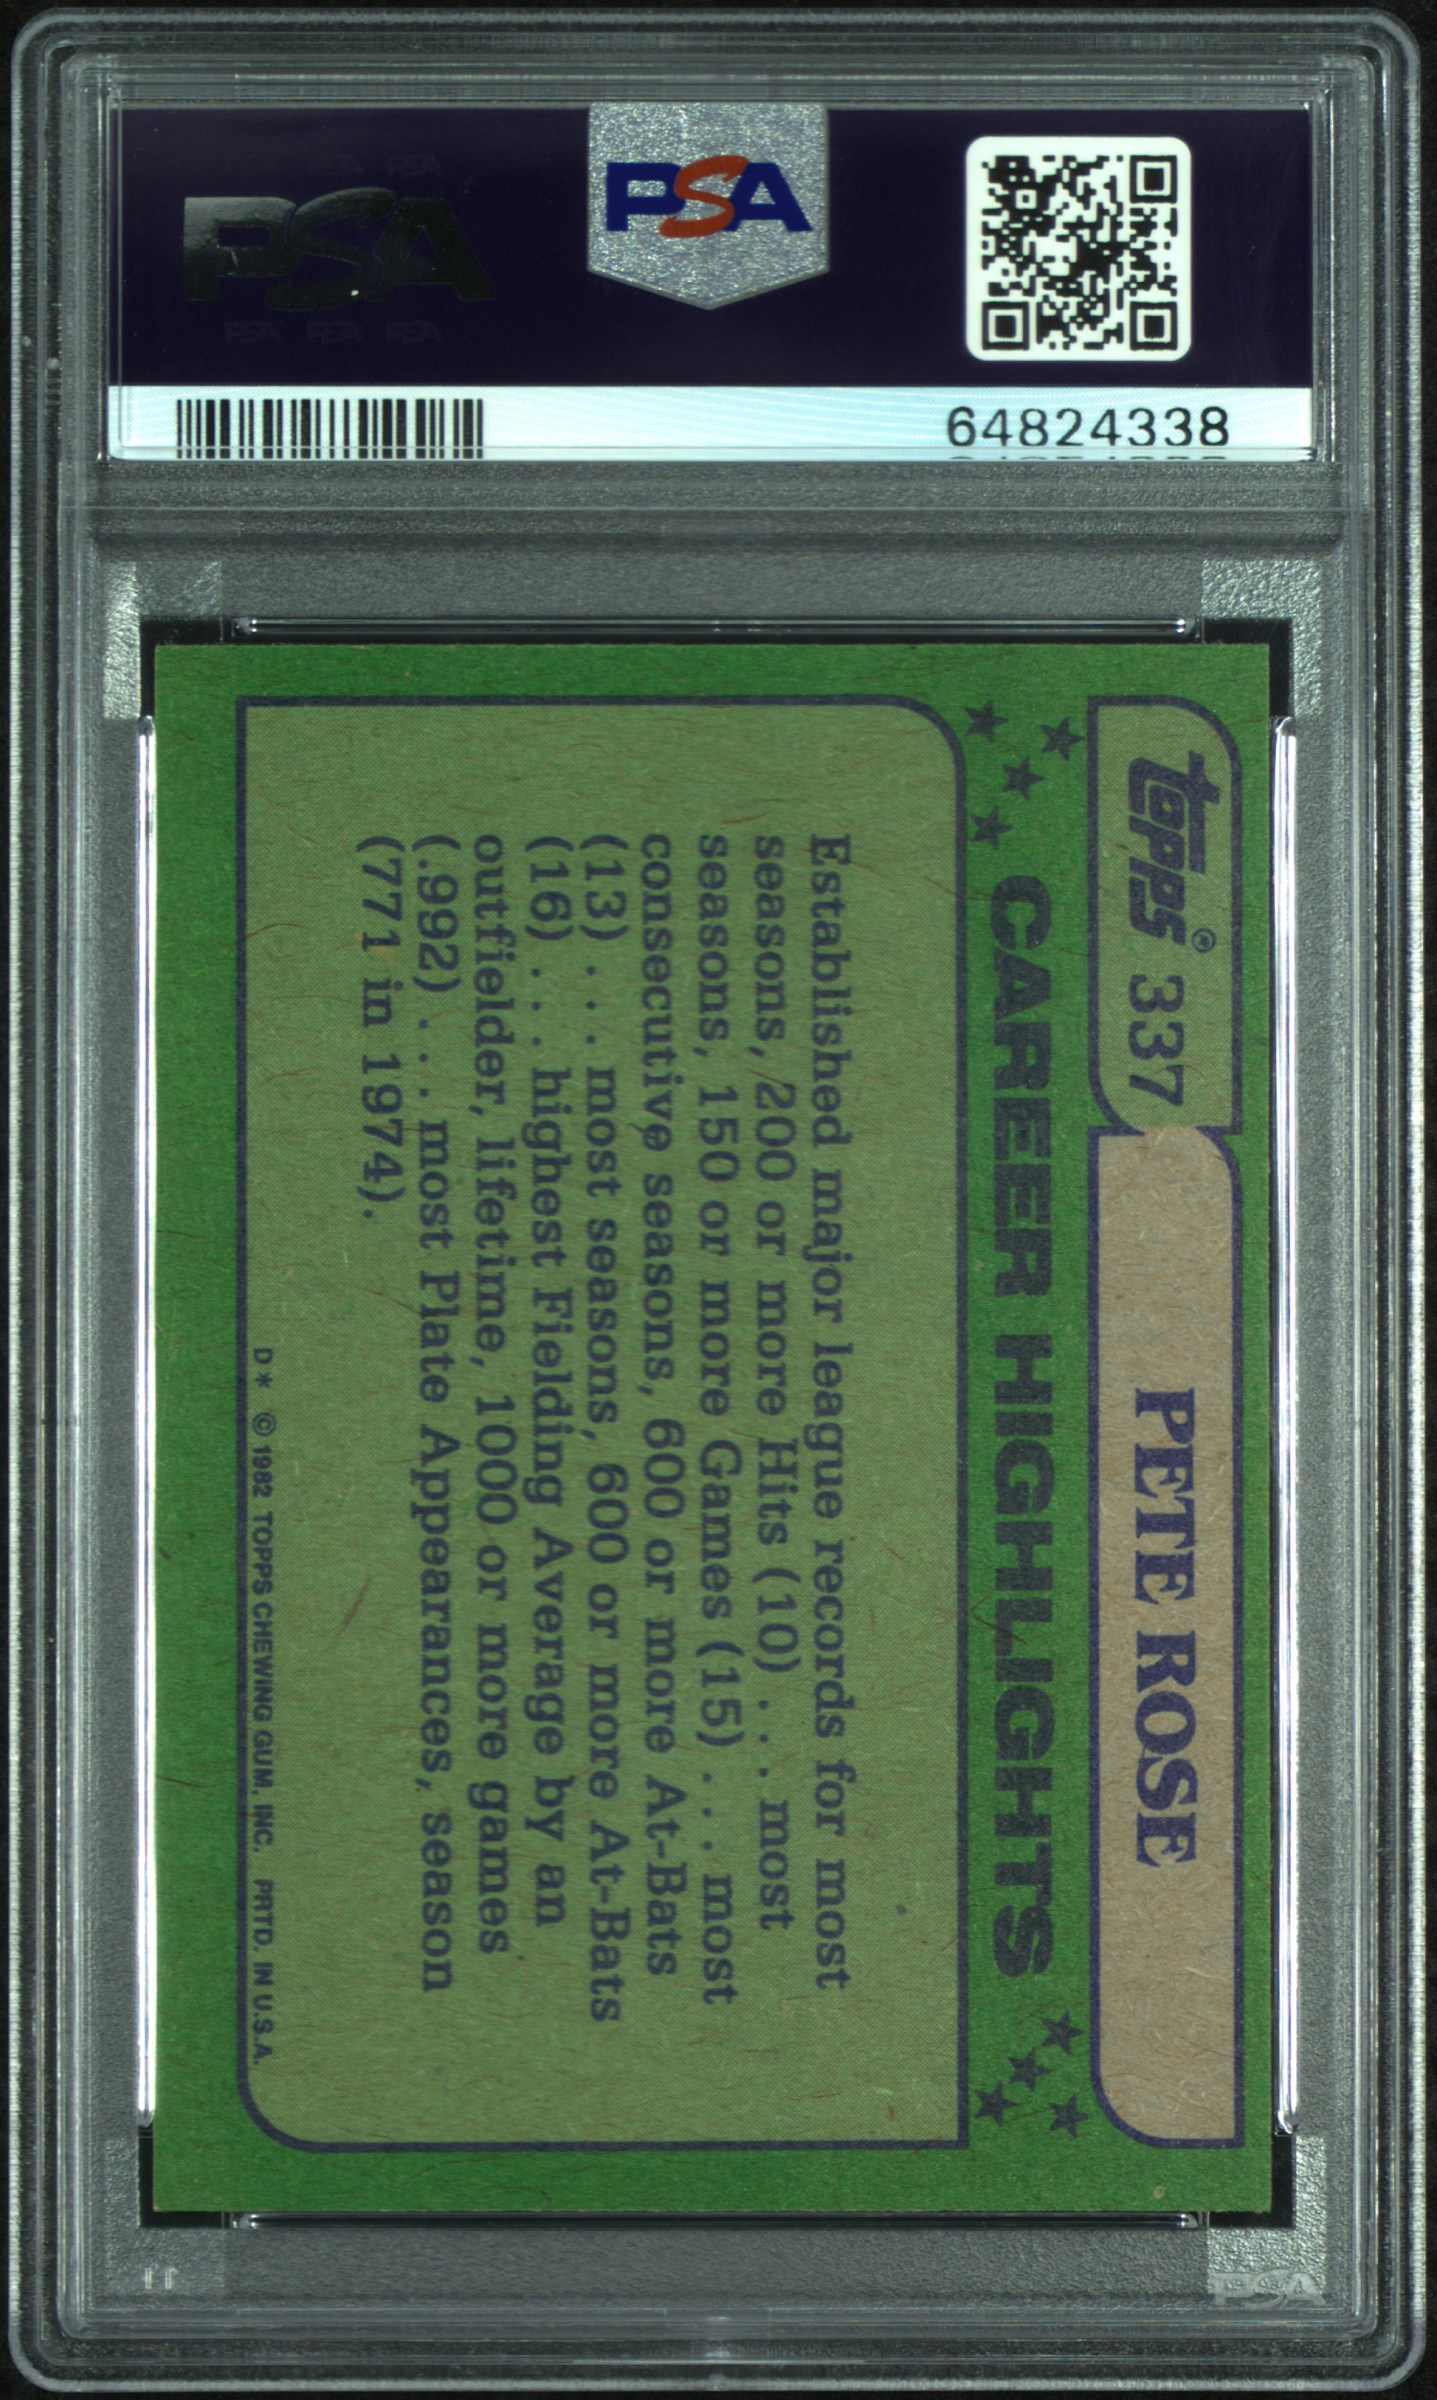 PSA
PSA
64824338
topps® 337
PETE ROSE
CAREER HIGHLIGHTS
Established major league records for most
seasons, 200 or more Hits (10) . . . most
seasons, 150 or more Games (15) . . . most
consecutive seasons, 600 or more At-Bats
(13) . . . most seasons, 600 or more At-Bats
(16) . . . highest Fielding Average by an
outfielder, lifetime, 1000 or more games
(.992) . . . most Plate Appearances, season
(771 in 1974).
D* © 1982 TOPPS CHEWING GUM, INC. PRTD. IN U.S.A.
PSA